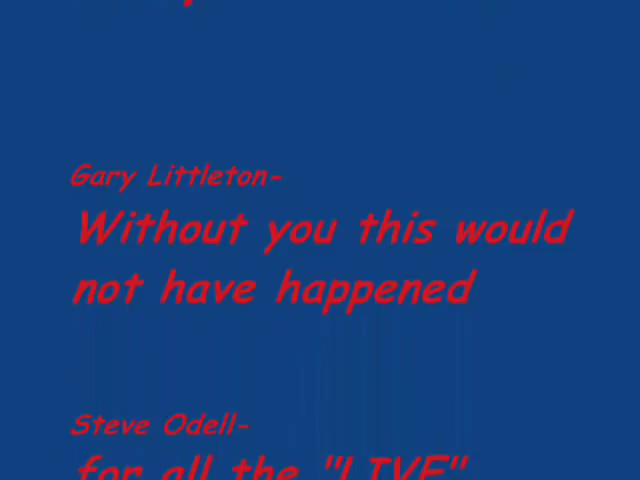 Gary Littleton-
Without you this would
not have happened
Steve Odell-
for all the "LIVE"